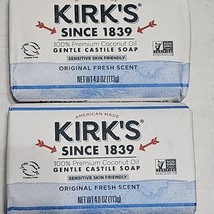 KIRK'S
SINCE 1839
100% Premium Coconut Oil
GENTLE CASTILE SOAP
SENSITIVE SKIN FRIENDLY
ORIGINAL FRESH SCENT
NET WT 4.0 OZ (113g)
AMERICAN MADE
KIRK'S
SINCE 1839
100% Premium Coconut Oil
GENTLE CASTILE SOAP
SENSITIVE SKIN FRIENDLY
ORIGINAL FRESH SCENT
NET WT 4.0 OZ (113g)